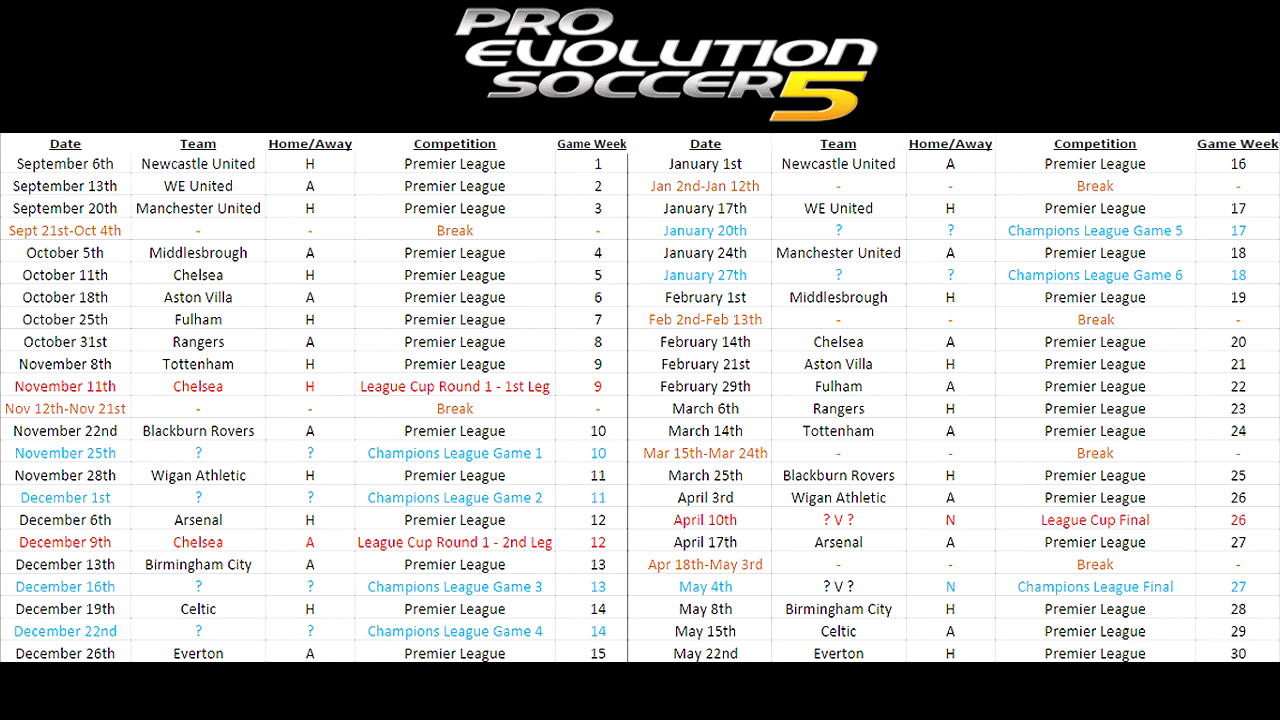 PRO
EVOLUTION
SOCCER 5
Date Team Home/Away Competition Game Week Date Team Home/Away Competition Game Week
September 6th Newcastle United H Premier League 1 January 1st Newcastle United A Premier League 16
September 13th WE United A Premier League 2 Jan 2nd-Jan 12th - - Break -
September 20th Manchester United H Premier League 3 January 17th WE United H Premier League 17
Sept 21st-Oct 4th - - Break - January 20th ? ? Champions League Game 5 17
October 5th Middlesbrough A Premier League 4 January 24th Manchester United A Premier League 18
October 11th Chelsea H Premier League 5 January 27th ? ? Champions League Game 6 18
October 18th Aston Villa A Premier League 6 February 1st Middlesbrough H Premier League 19
October 25th Fulham H Premier League 7 Feb 2nd-Feb 13th - - Break -
October 31st Rangers A Premier League 8 February 14th Chelsea A Premier League 20
November 8th Tottenham H Premier League 9 February 21st Aston Villa H Premier League 21
November 11th Chelsea H League Cup Round 1 - 1st Leg 9 February 29th Fulham A Premier League 22
Nov 12th-Nov 21st - - Break - March 6th Rangers H Premier League 23
November 22nd Blackburn Rovers A Premier League 10 March 14th Tottenham A Premier League 24
November 25th ? ? Champions League Game 1 10 Mar 15th-Mar 24th - - Break -
November 28th Wigan Athletic H Premier League 11 March 25th Blackburn Rovers H Premier League 25
December 1st ? ? Champions League Game 2 11 April 3rd Wigan Athletic A Premier League 26
December 6th Arsenal H Premier League 12 April 10th ? V ? N League Cup Final 26
December 9th Chelsea A League Cup Round 1 - 2nd Leg 12 April 17th Arsenal A Premier League 27
December 13th Birmingham City A Premier League 13 Apr 18th-May 3rd - - Break -
December 16th ? ? Champions League Game 3 13 May 4th ? V ? N Champions League Final 27
December 19th Celtic H Premier League 14 May 8th Birmingham City H Premier League 28
December 22nd ? ? Champions League Game 4 14 May 15th Celtic A Premier League 29
December 26th Everton A Premier League 15 May 22nd Everton H Premier League 30